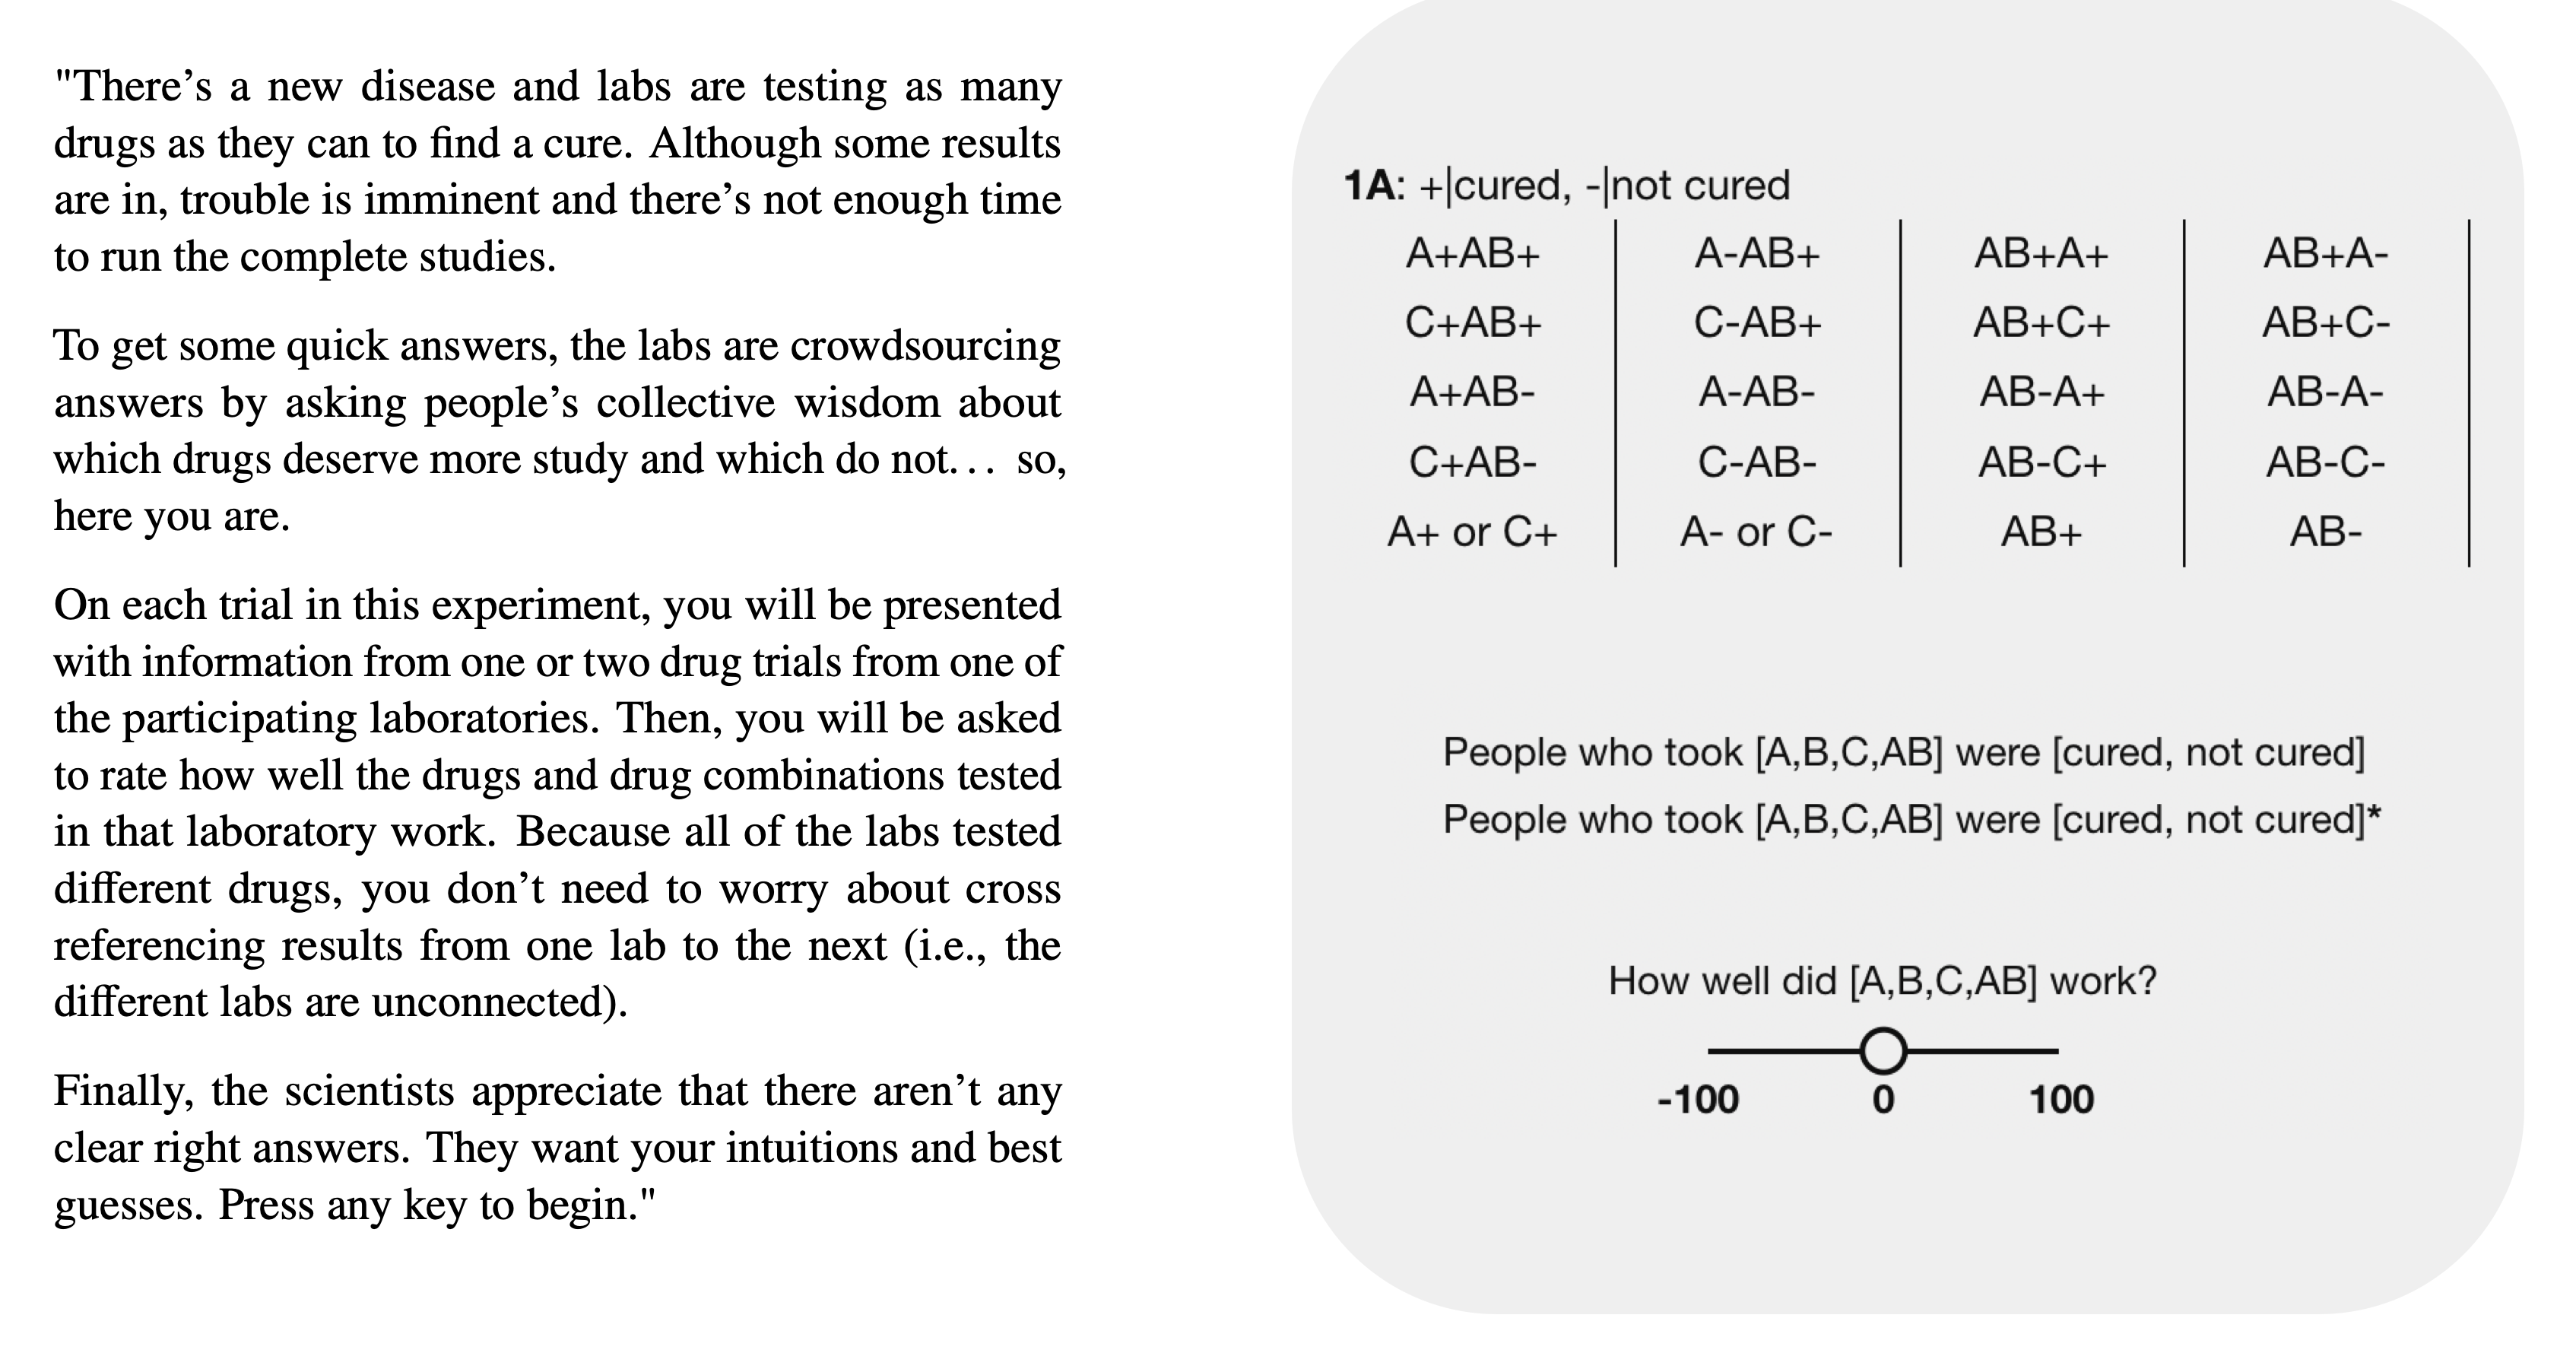 "There's a new disease and labs are testing as many
drugs as they can to find a cure. Although some results
are in, trouble is imminent and there's not enough time
to run the complete studies.
To get some quick answers, the labs are crowdsourcing
answers by asking people's collective wisdom about
which drugs deserve more study and which do not... so,
here you are.
On each trial in this experiment, you will be presented
with information from one or two drug trials from one of
the participating laboratories. Then, you will be asked
to rate how well the drugs and drug combinations tested
in that laboratory work. Because all of the labs tested
different drugs, you don't need to worry about cross
referencing results from one lab to the next (i.e., the
different labs are unconnected).
Finally, the scientists appreciate that there aren't any
clear right answers. They want your intuitions and best
guesses. Press any key to begin."
1A: +|cured, -|not cured
A+AB+ A-AB+ AB+A+ AB+A-
C+AB+ C-AB+ AB+C+ AB+C-
A+AB- A-AB- AB-A+ AB-A-
C+AB- C-AB- AB-C+ AB-C-
A+ or C+ A- or C- AB+ AB-
People who took [A,B,C,AB] were [cured, not cured]
People who took [A,B,C,AB] were [cured, not cured]*
How well did [A,B,C,AB] work?
-100 0 100